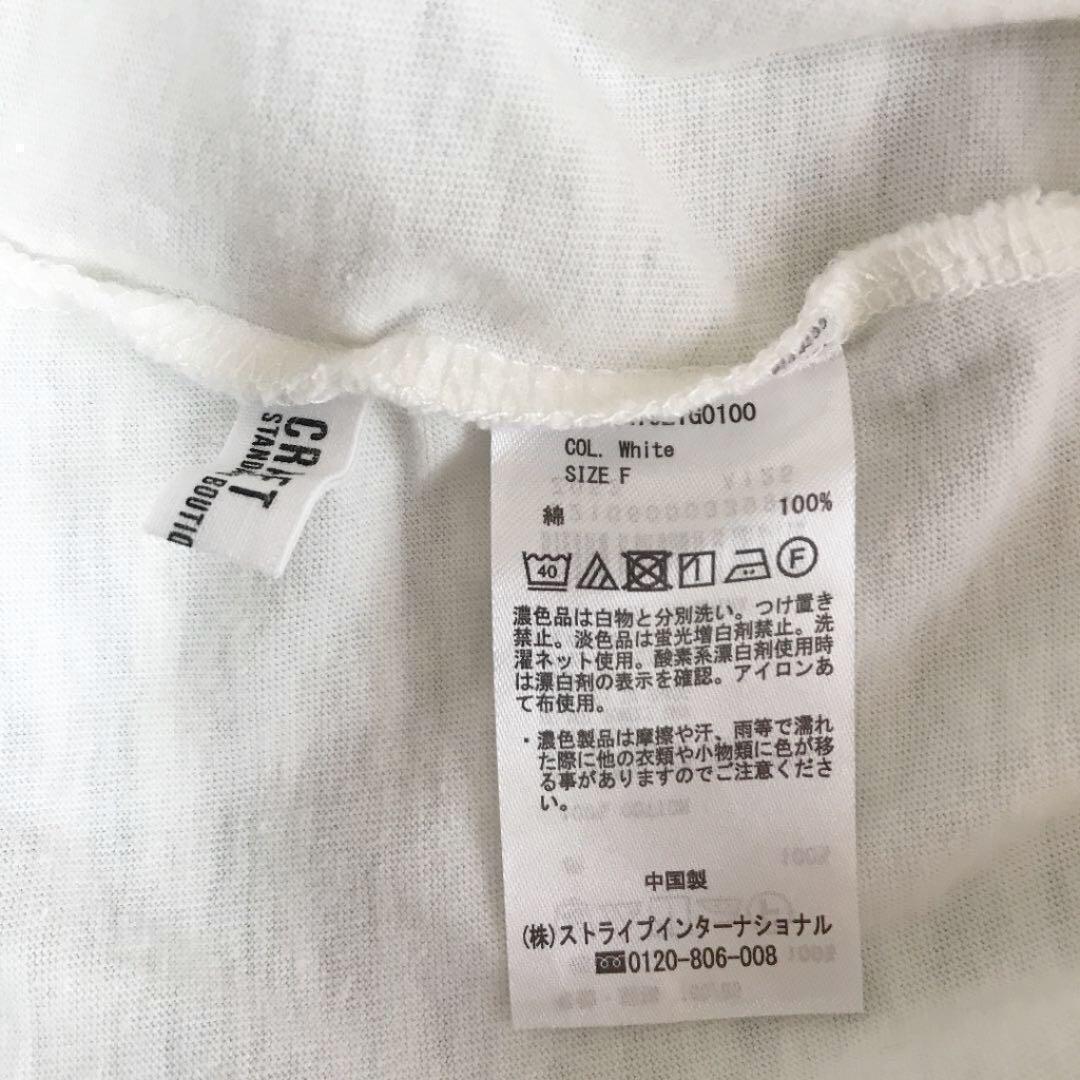 CR FT
STAND
BOUTIQ
G0100
COL. White
SIZE F
綿 100%
40 F
濃色品は白物と分別洗い。つけ置き
禁止。淡色品は蛍光増白剤禁止。洗
濯ネット使用。酸素系漂白剤使用時
は漂白剤の表示を確認。アイロンあ
て布使用。
・濃色製品は摩擦や汗、雨等で濡れ
た際に他の衣類や小物類に色が移
る事がありますのでご注意くださ
い。
中国製
(株)ストライプインターナショナル
0120-806-008